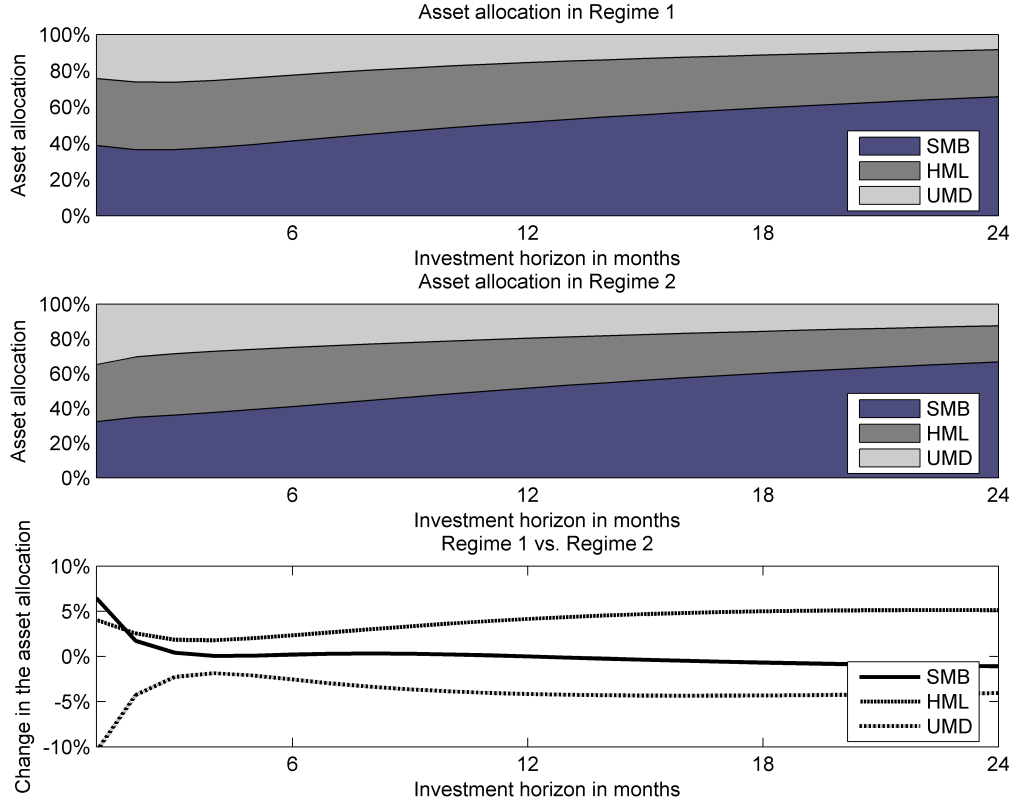 Asset allocation in Regime 1
Asset allocation
100%
80%
60%
40%
20%
0%
SMB
HML
UMD
6 12 18 24
Investment horizon in months
Asset allocation in Regime 2
Asset allocation
100%
80%
60%
40%
20%
0%
SMB
HML
UMD
6 12 18 24
Investment horizon in months
Regime 1 vs. Regime 2
Change in the asset allocation
10%
5%
0%
-5%
-10%
SMB
HML
UMD
6 12 18 24
Investment horizon in months